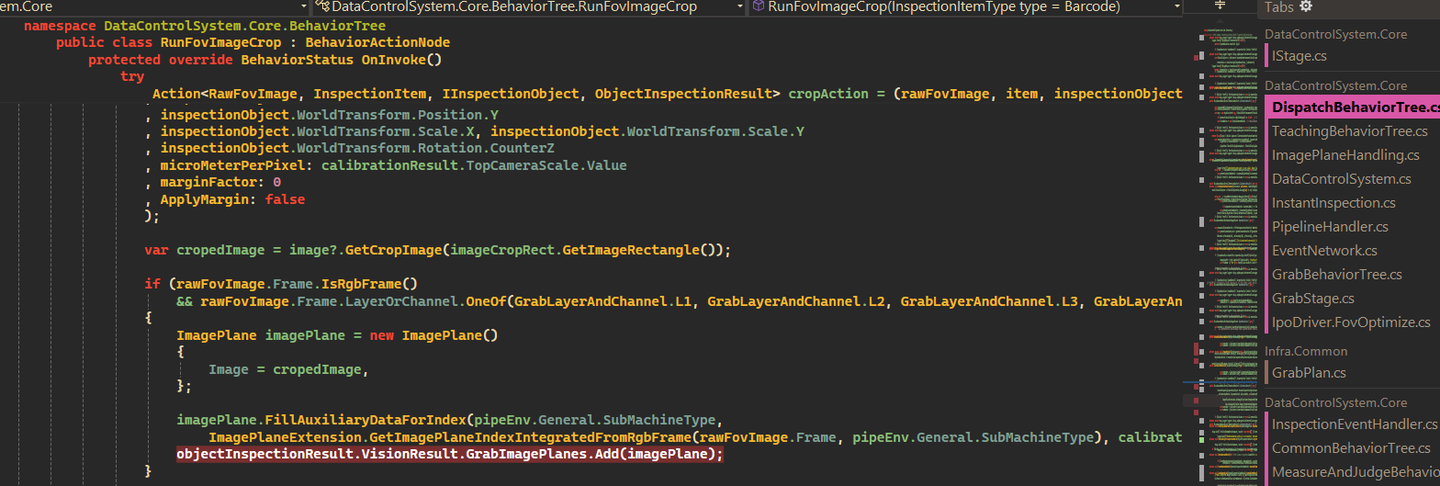 em.Core
DataControlSystem.Core.BehaviorTree.RunFovImageCrop
RunFovImageCrop(InspectionItemType type = Barcode)
namespace DataControlSystem.Core.BehaviorTree
public class RunFovImageCrop : BehaviorActionNode
protected override BehaviorStatus OnInvoke()
try
Action<RawFovImage, InspectionItem, IInspectionObject, ObjectInspectionResult> cropAction = (rawFovImage, item, inspectionObject
, inspectionObject.WorldTransform.Position.Y
, inspectionObject.WorldTransform.Scale.X, inspectionObject.WorldTransform.Scale.Y
, inspectionObject.WorldTransform.Rotation.CounterZ
, microMeterPerPixel: calibrationResult.TopCameraScale.Value
, marginFactor: 0
, ApplyMargin: false
);
var cropedImage = image?.GetCropImage(imageCropRect.GetImageRectangle());
if (rawFovImage.Frame.IsRgbFrame()
&& rawFovImage.Frame.LayerOrChannel.OneOf(GrabLayerAndChannel.L1, GrabLayerAndChannel.L2, GrabLayerAndChannel.L3, GrabLayerAn
{
ImagePlane imagePlane = new ImagePlane()
{
Image = cropedImage,
};
imagePlane.FillAuxiliaryDataForIndex(pipeEnv.General.SubMachineType,
ImagePlaneExtension.GetImagePlaneIndexIntegratedFromRgbFrame(rawFovImage.Frame, pipeEnv.General.SubMachineType), calibrat
objectInspectionResult.VisionResult.GrabImagePlanes.Add(imagePlane);
}
Tabs
DataControlSystem.Core
IStage.cs
DataControlSystem.Core
DispatchBehaviorTree.cs
TeachingBehaviorTree.cs
ImagePlaneHandling.cs
DataControlSystem.cs
InstantInspection.cs
PipelineHandler.cs
EventNetwork.cs
GrabBehaviorTree.cs
GrabStage.cs
IpoDriver.FovOptimize.cs
Infra.Common
GrabPlan.cs
DataControlSystem.Core
InspectionEventHandler.cs
CommonBehaviorTree.cs
MeasureAndJudgeBehavio